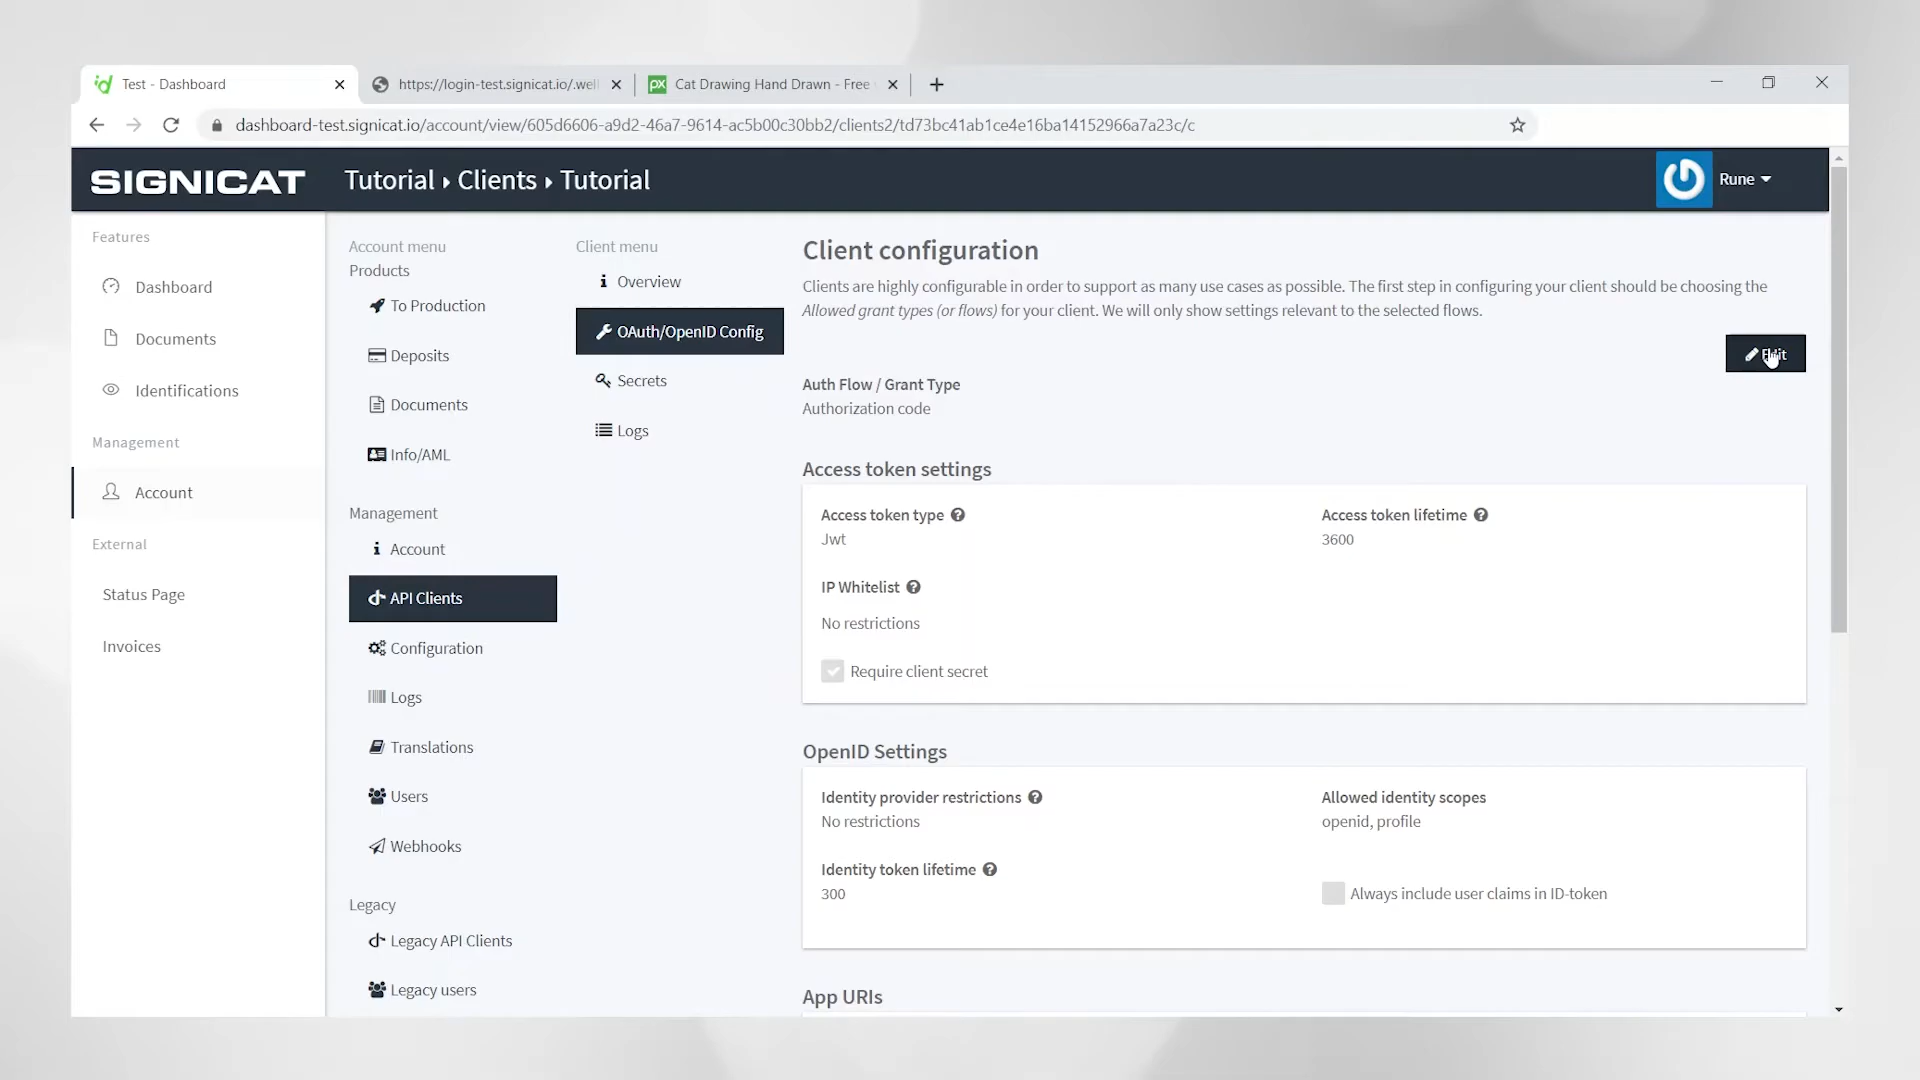 Test - Dashboard
https://login-test.signicat.io/.well
Cat Drawing Hand Drawn - Free
dashboard-test.signicat.io/account/view/605d6606-a9d2-46a7-9614-ac5b00c30bb2/clients2/td73bc41ab1ce4e16ba14152966a7a23c/c
SIGNICAT
Tutorial › Clients › Tutorial
Rune
Features
Dashboard
Documents
Identifications
Management
Account
External
Status Page
Invoices
Account menu
Products
To Production
Deposits
Documents
Info/AML
Management
Account
API Clients
Configuration
Logs
Translations
Users
Webhooks
Legacy
Legacy API Clients
Legacy users
Client menu
Overview
OAuth/OpenID Config
Secrets
Logs
Client configuration
Clients are highly configurable in order to support as many use cases as possible. The first step in configuring your client should be choosing the
Allowed grant types (or flows) for your client. We will only show settings relevant to the selected flows.
Edit
Auth Flow / Grant Type
Authorization code
Access token settings
Access token type
Jwt
Access token lifetime
3600
IP Whitelist
No restrictions
Require client secret
OpenID Settings
Identity provider restrictions
No restrictions
Allowed identity scopes
openid, profile
Identity token lifetime
300
Always include user claims in ID-token
App URIs